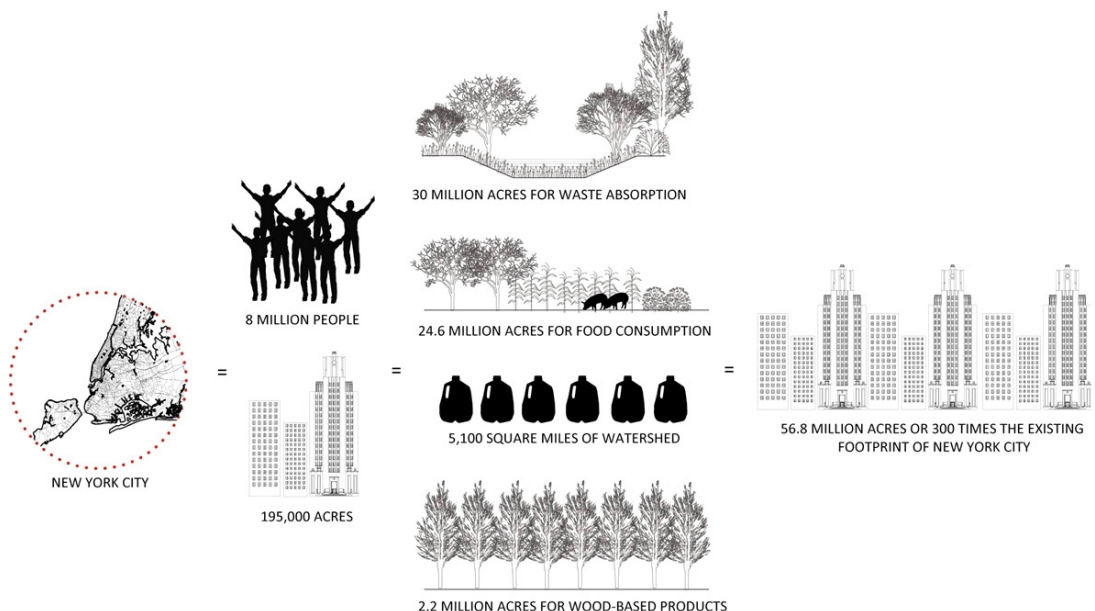 NEW YORK CITY
=
8 MILLION PEOPLE
195,000 ACRES
=
30 MILLION ACRES FOR WASTE ABSORPTION
24.6 MILLION ACRES FOR FOOD CONSUMPTION
5,100 SQUARE MILES OF WATERSHED
2.2 MILLION ACRES FOR WOOD-BASED PRODUCTS
=
56.8 MILLION ACRES OR 300 TIMES THE EXISTING
FOOTPRINT OF NEW YORK CITY